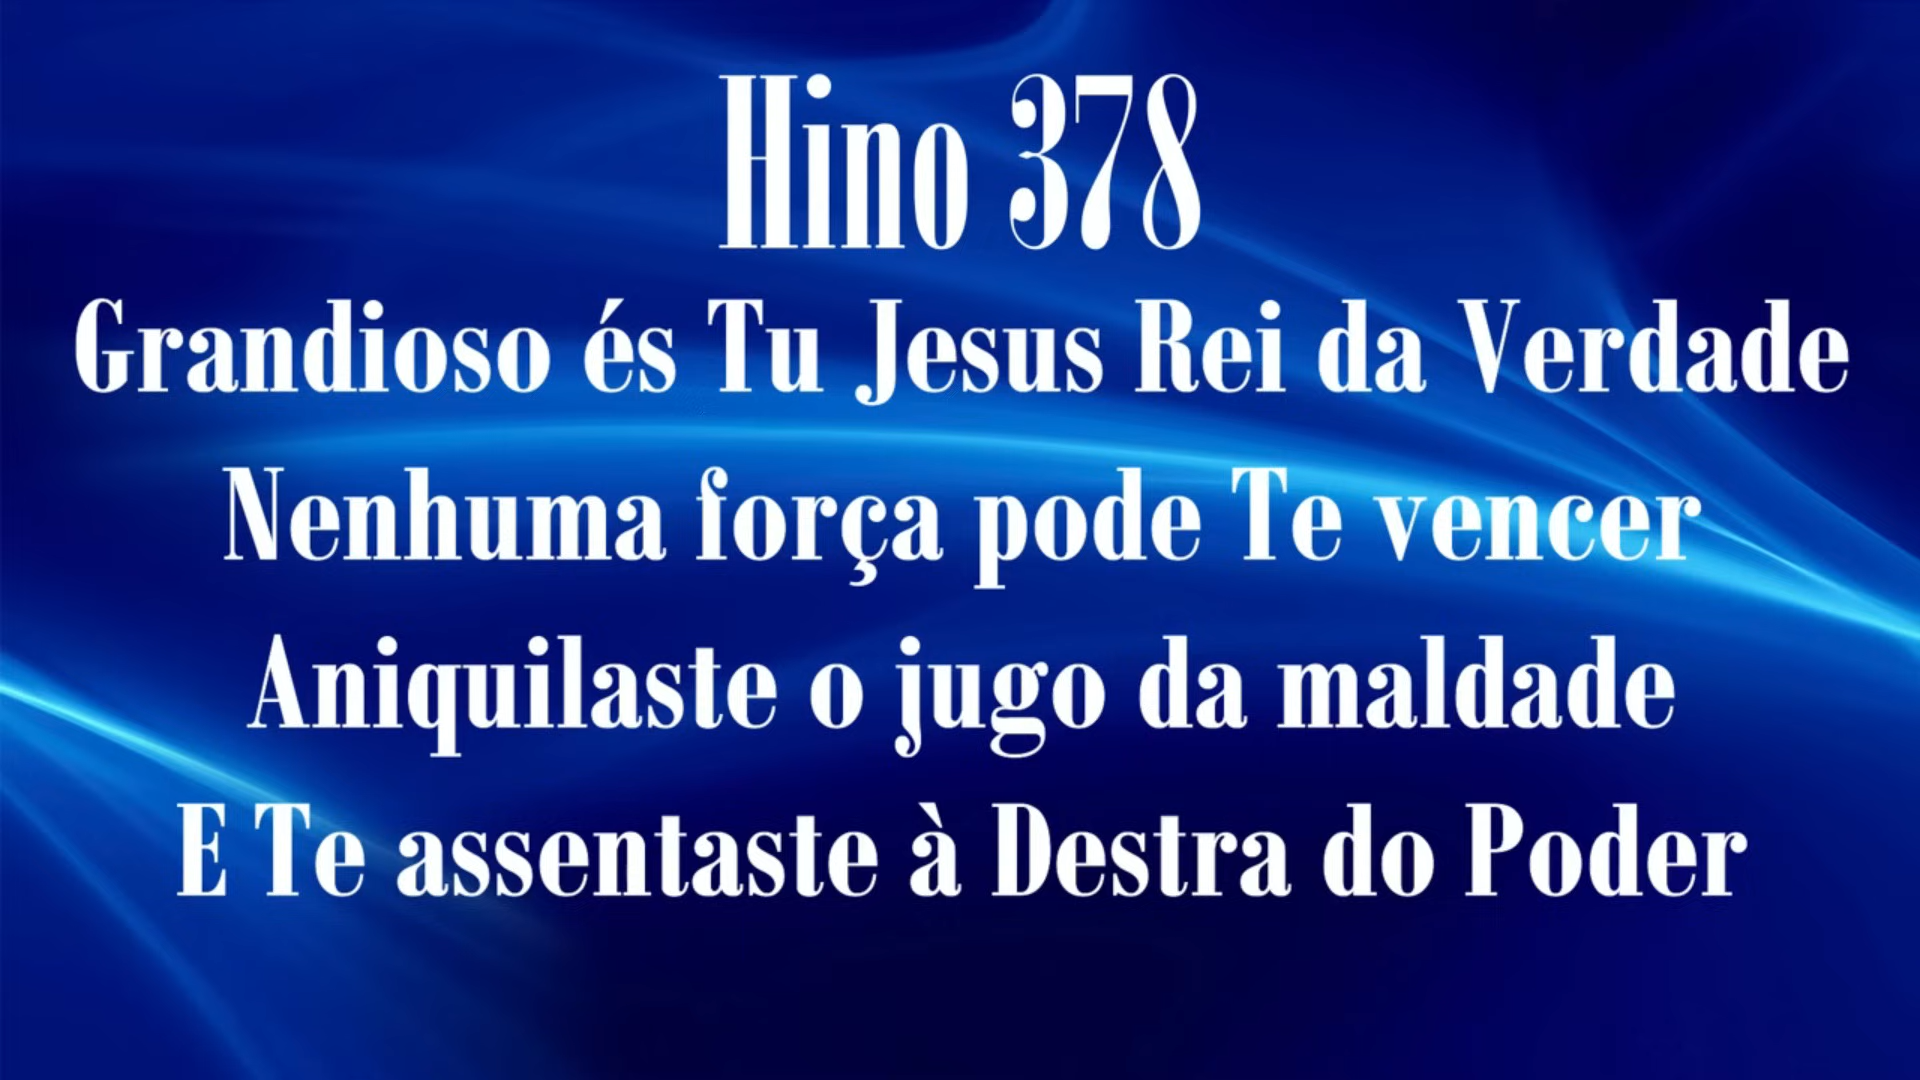 Hino 378
Grandioso és Tu Jesus Rei da Verdade
Nenhuma força pode Te vencer
Aniquilaste o jugo da maldade
E Te assentaste à Destra do Poder